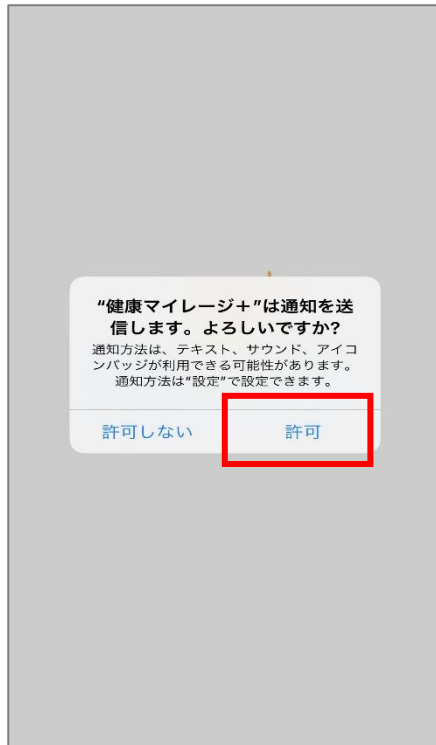 “健康マイレージ＋”は通知を送
信します。よろしいですか?
通知方法は、テキスト、サウンド、アイコ
ンバッジが利用できる可能性があります。
通知方法は“設定”で設定できます。
許可しない
許可